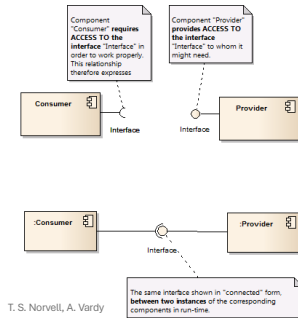 Component
"Consumer" requires
ACCESS TO the
interface "Interface" in
order to work properly.
This relationship
therefore expresses
Component "Provider"
provides ACCESS TO
the interface
"Interface" to whom it
might need.
Consumer
Interface
Interface
Provider
:Consumer
Interface
:Provider
The same interface shown in "connected" form,
between two instances of the corresponding
components in run-time.
T. S. Norvell, A. Vardy